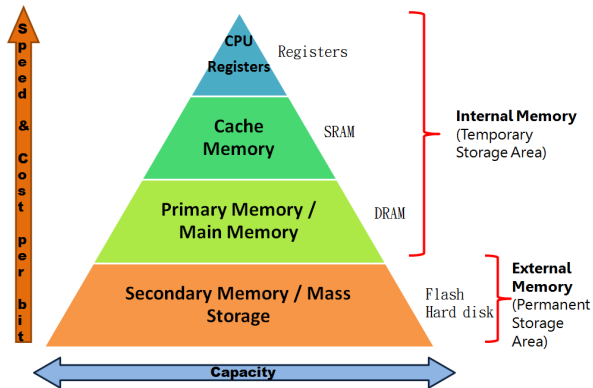 Speed & Cost per bit
CPU
Registers
Registers
Cache
Memory
SRAM
Primary Memory /
Main Memory
DRAM
Internal Memory
(Temporary
Storage Area)
Secondary Memory / Mass
Storage
Flash
Hard disk
External
Memory
(Permanent
Storage
Area)
Capacity